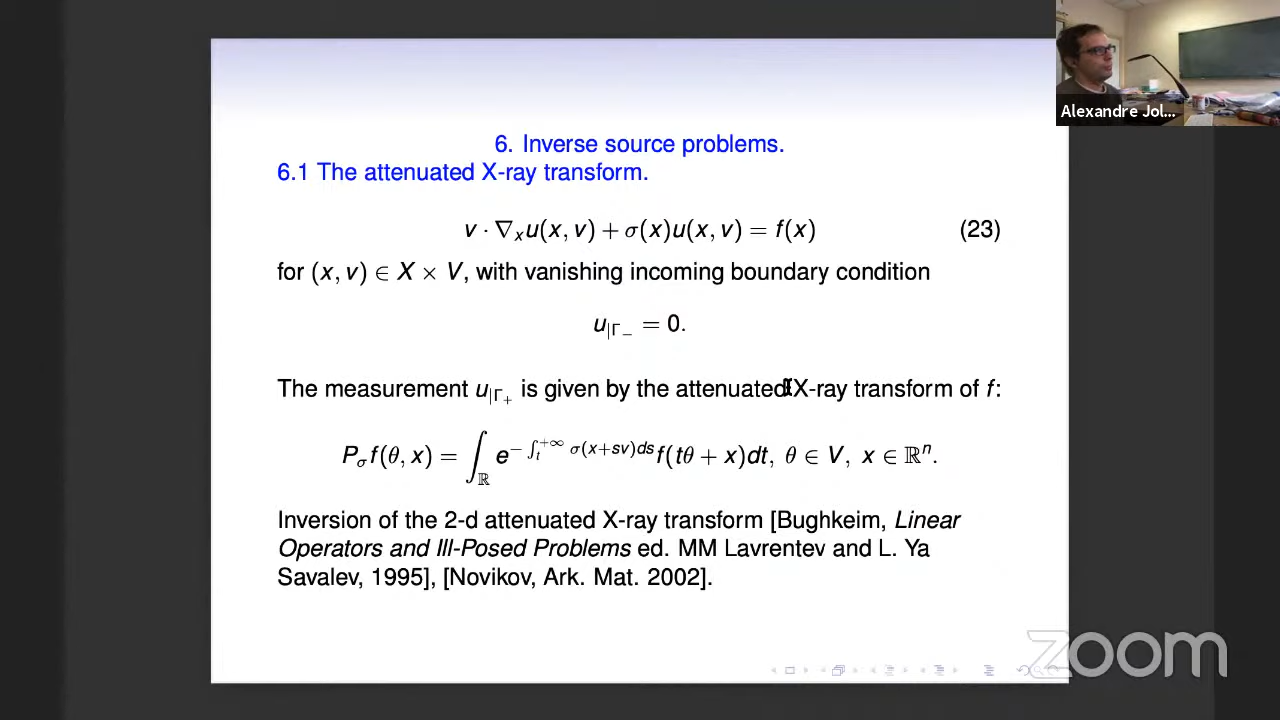 6. Inverse source problems.
6.1 The attenuated X-ray transform.
v · ∇ₓu(x, v) + σ(x)u(x, v) = f(x) (23)
for (x, v) ∈ X × V, with vanishing incoming boundary condition
u|Γ₋ = 0.
The measurement u|Γ₊ is given by the attenuated X-ray transform of f:
P_σ f(θ, x) = ∫_ℝ e^{−∫_t^{+∞} σ(x+sv)ds} f(tθ + x)dt, θ ∈ V, x ∈ ℝⁿ.
Inversion of the 2-d attenuated X-ray transform [Bughkeim, Linear
Operators and Ill-Posed Problems ed. MM Lavrentev and L. Ya
Savalev, 1995], [Novikov, Ark. Mat. 2002].
Alexandre Jol...
zoom